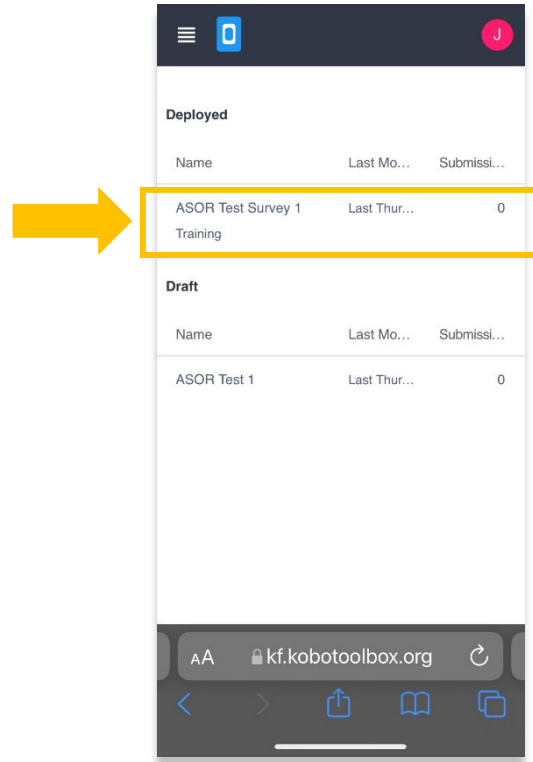 J
Deployed
Name Last Mo... Submissi...
ASOR Test Survey 1 Last Thur... 0
Training
Draft
Name Last Mo... Submissi...
ASOR Test 1 Last Thur... 0
AA kf.kobotoolbox.org